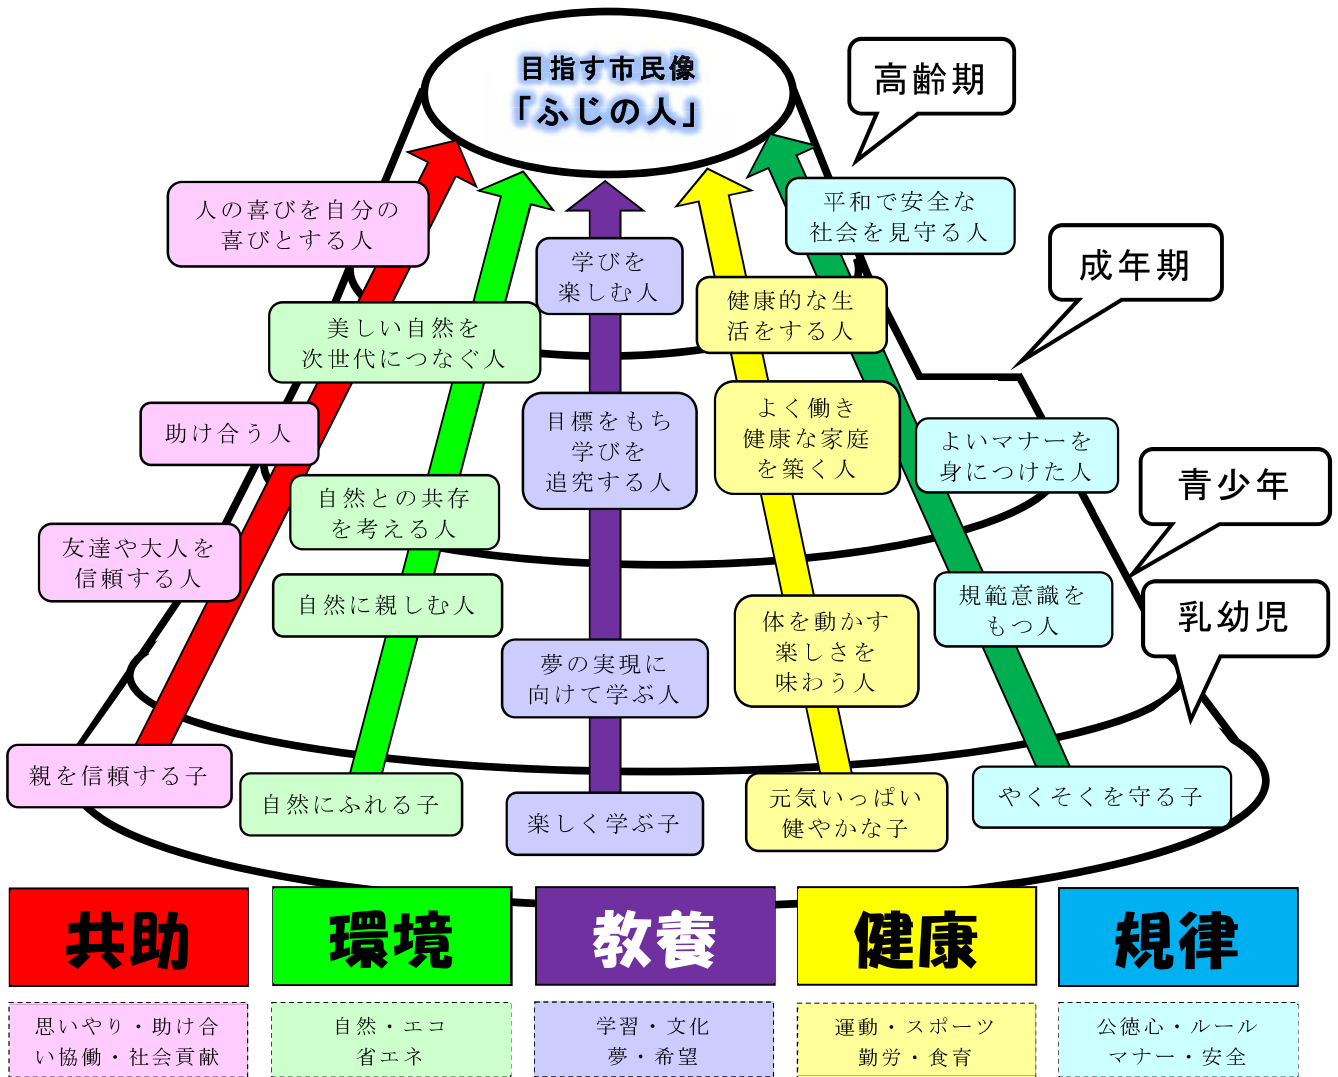 目指す市民像
「ふじの人」
高齢期
人の喜びを自分の
喜びとする人
平和で安全な
社会を見守る人
学びを
楽しむ人
成年期
美しい自然を
次世代につなぐ人
健康的な生
活をする人
助け合う人
目標をもち
学びを
追究する人
よく働き
健康な家庭
を築く人
よいマナーを
身につけた人
青少年
自然との共存
を考える人
友達や大人を
信頼する人
自然に親しむ人
体を動かす
楽しさを
味わう人
規範意識を
もつ人
乳幼児
夢の実現に
向けて学ぶ人
親を信頼する子
自然にふれる子
楽しく学ぶ子
元気いっぱい
健やかな子
やくそくを守る子
共助
環境
教養
健康
規律
思いやり・助け合
い協働・社会貢献
自然・エコ
省エネ
学習・文化
夢・希望
運動・スポーツ
勤労・食育
公徳心・ルール
マナー・安全